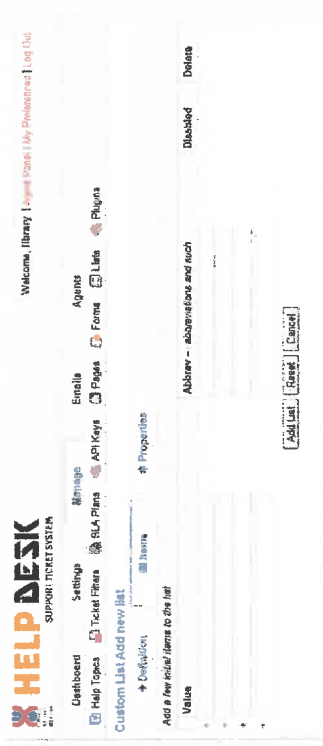 HELP DESK
SUPPORT TICKET SYSTEM
Welcome, library | Agent Panel | My Preferences | Log Out
Dashboard Settings Manage Emails Agents
Help Topics Ticket Filters SLA Plans API Keys Pages Forms Lists Plugins
Custom List Add new list
Definition Items Properties
Add a few initial items to the list
Value Abbrev – abbreviations and such Disabled Delete
Add List Reset Cancel